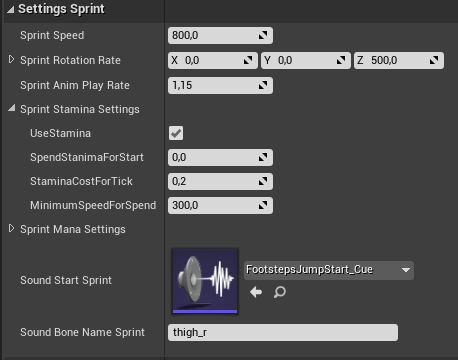 Settings Sprint
Sprint Speed 800,0
Sprint Rotation Rate X 0,0 Y 0,0 Z 500,0
Sprint Anim Play Rate 1,15
Sprint Stamina Settings
UseStamina
SpendStanimaForStart 0,0
StaminaCostForTick 0,2
MinimumSpeedForSpend 300,0
Sprint Mana Settings
Sound Start Sprint FootstepsJumpStart_Cue
Sound Bone Name Sprint thigh_r